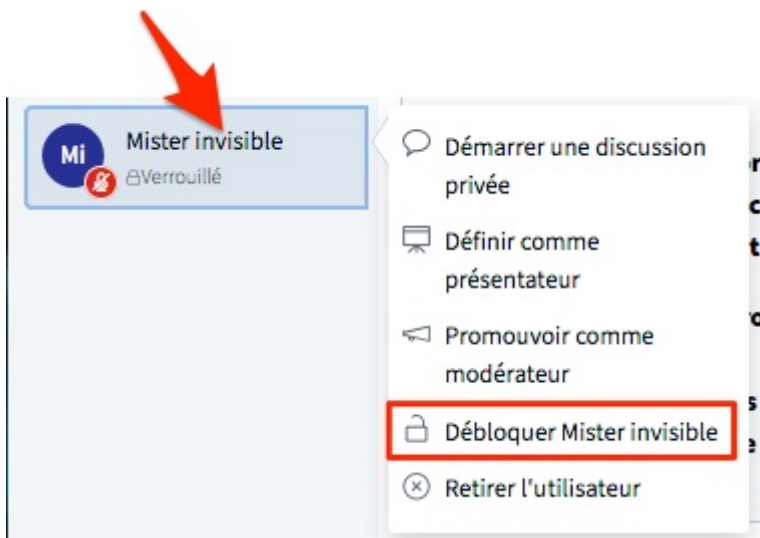 Mi
Mister invisible
Verrouillé
Démarrer une discussion
privée
Définir comme
présentateur
Promouvoir comme
modérateur
Débloquer Mister invisible
Retirer l'utilisateur